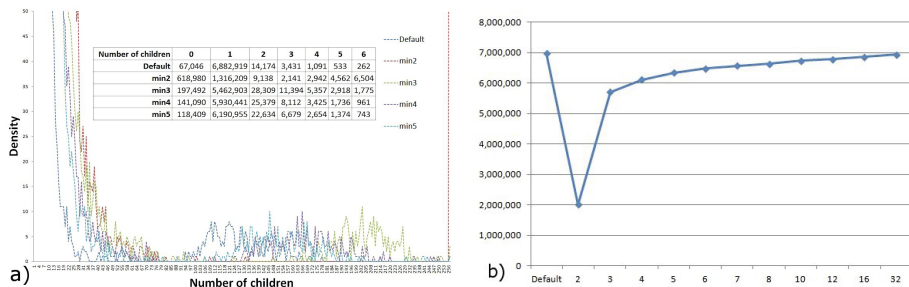 50
45
40
35
30
25
20
15
10
5
0
Density
Number of children 0 1 2 3 4 5 6
Default 67,046 6,882,919 14,174 3,431 1,091 533 262
min2 618,980 1,316,209 9,138 2,141 2,942 4,562 6,504
min3 197,492 5,462,903 28,309 11,394 5,357 2,918 1,775
min4 141,090 5,930,441 25,379 8,112 3,425 1,736 961
min5 118,409 6,190,955 22,634 6,679 2,654 1,374 743
Default
min2
min3
min4
min5
Number of children
a)
8,000,000
7,000,000
6,000,000
5,000,000
4,000,000
3,000,000
2,000,000
1,000,000
0
Default 2 3 4 5 6 7 8 10 12 16 32
b)